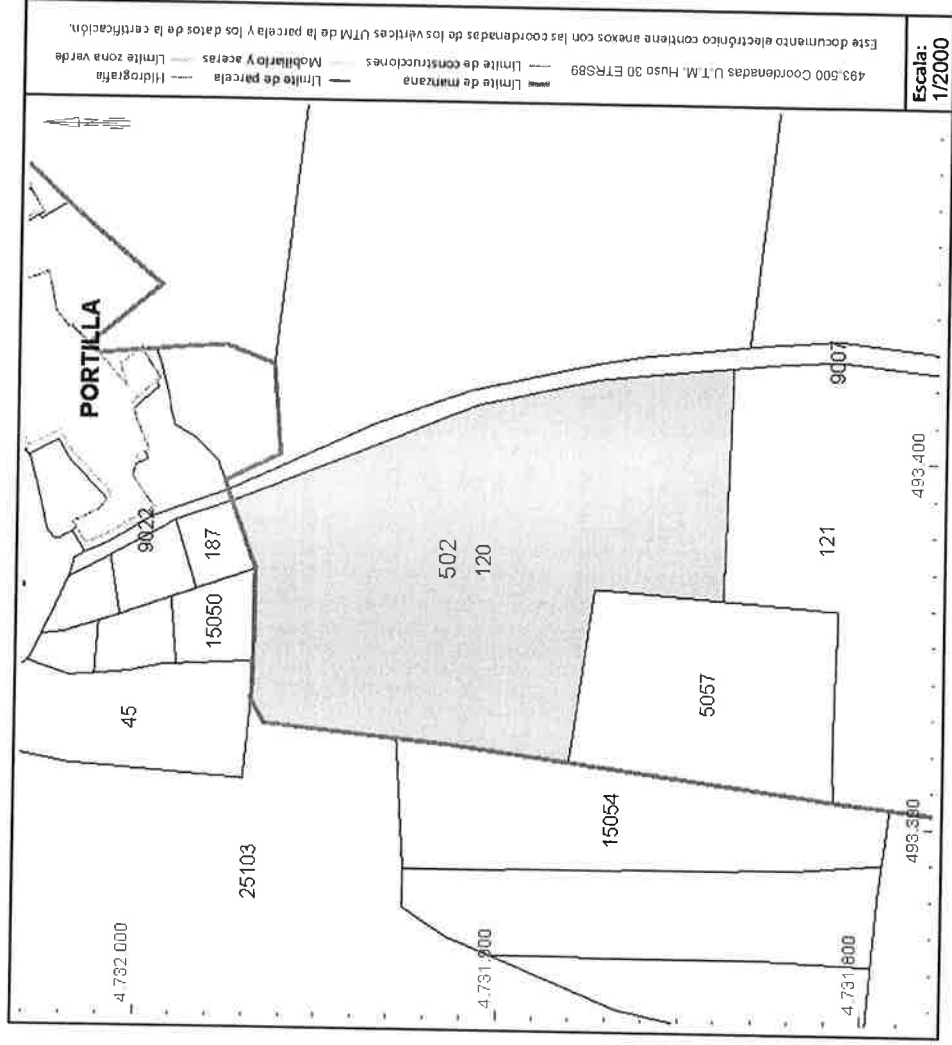 PORTILLA
9022
187
15050
45
25103
4.732.000
502
120
4.731.900
15054
5057
121
9007
493.400
4.731.800
Este documento electrónico contiene anexos con las coordenadas de los vértices UTM de la parcela y los datos de la certificación.
493.500 Coordenadas U.T.M. Huso 30 ETRS89
Límite de manzana
Límite de parcela
Hidrografía
Límite de construcciones
Mobiliario y aceras
Límite zona verde
Escala:
1/2000